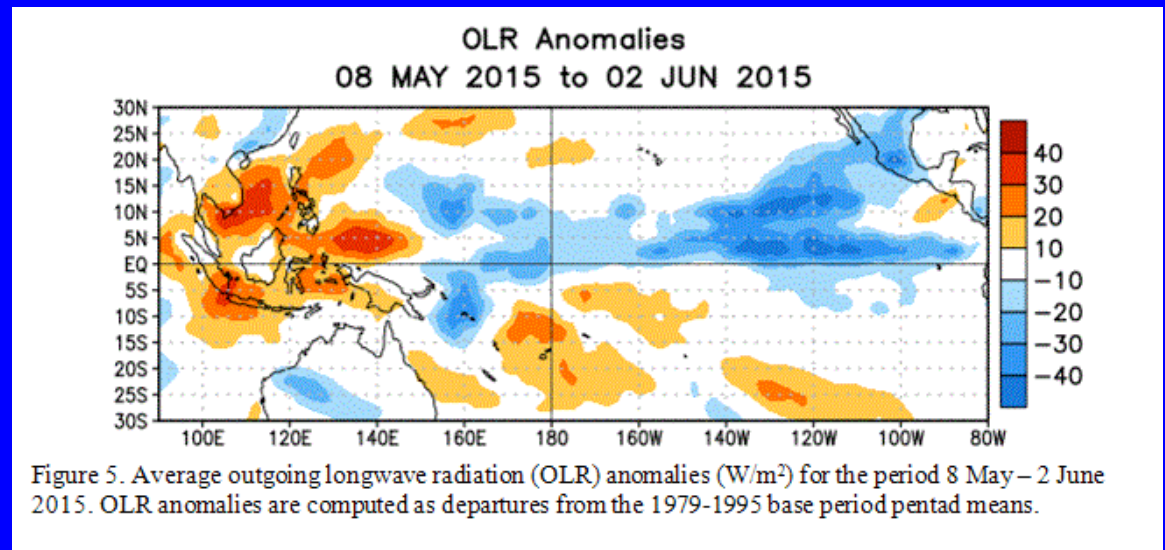 OLR Anomalies
08 MAY 2015 to 02 JUN 2015
30N
25N
20N
15N
10N
5N
EQ
5S
10S
15S
20S
25S
30S
100E 120E 140E 160E 180 160W 140W 120W 100W 80W
40
30
20
10
−10
−20
−30
−40
Figure 5. Average outgoing longwave radiation (OLR) anomalies (W/m²) for the period 8 May – 2 June
2015. OLR anomalies are computed as departures from the 1979-1995 base period pentad means.